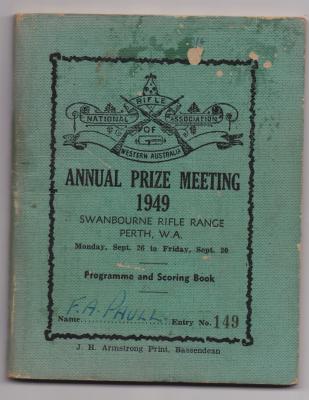 RIFLE
NATIONAL ASSOCIATION
OF
WESTERN AUSTRALIA
ANNUAL PRIZE MEETING
1949
SWANBOURNE RIFLE RANGE
PERTH, W.A.
Monday, Sept. 26 to Friday, Sept. 30
Programme and Scoring Book
Name F. A. PHULL Entry No. 149
J. H. Armstrong Print, Bassendean